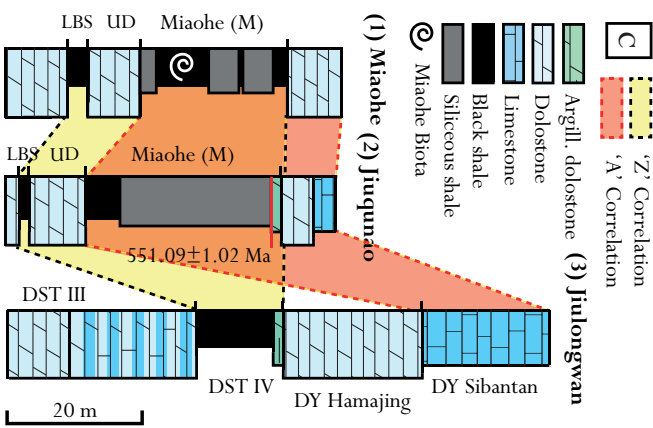 LBS UD Miaohe (M)
LBS UD Miaohe (M)
551.09±1.02 Ma
DST III
DST IV
DY Hamajing
DY Sibantan
20 m
(1) Miaohe
(2) Jiuqunao
(3) Jiulongwan
Miaohe Biota
Siliceous shale
Black shale
Limestone
Dolostone
Argill. dolostone
C
'Z' Correlation
'A' Correlation